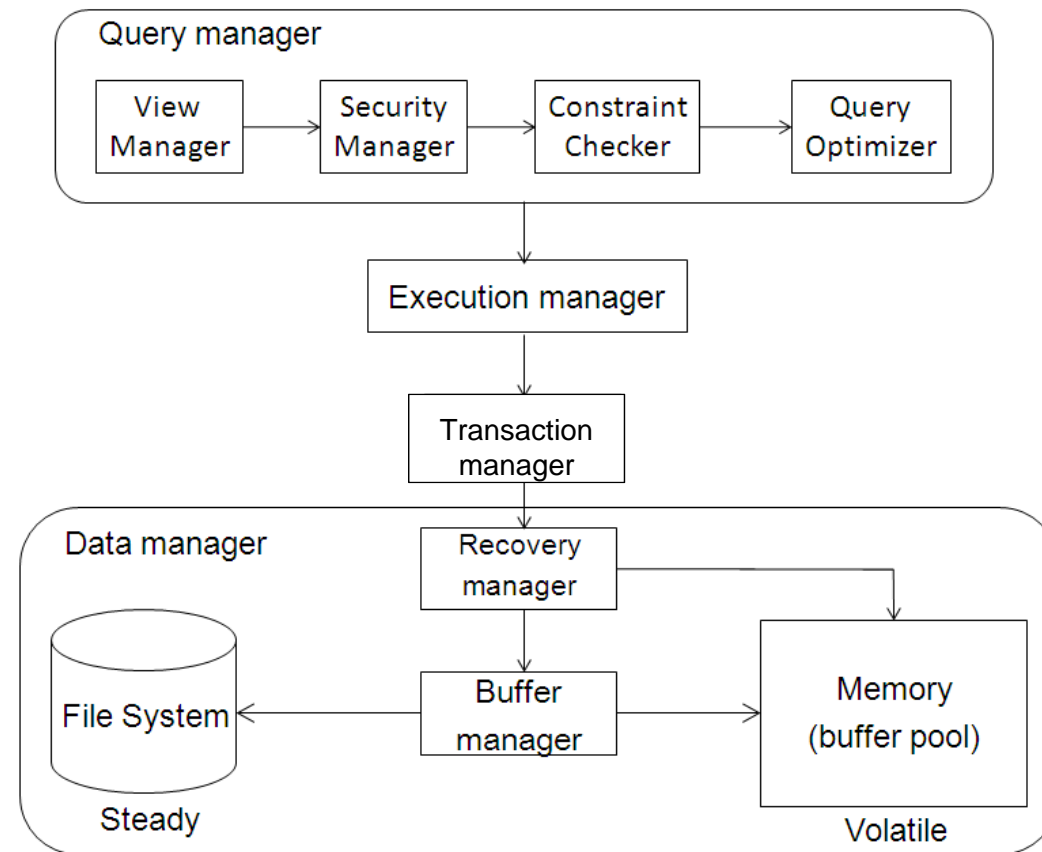 Query manager
View
Manager
Security
Manager
Constraint
Checker
Query
Optimizer
Execution manager
Transaction
manager
Data manager
Recovery
manager
File System
Buffer
manager
Memory
(buffer pool)
Steady
Volatile